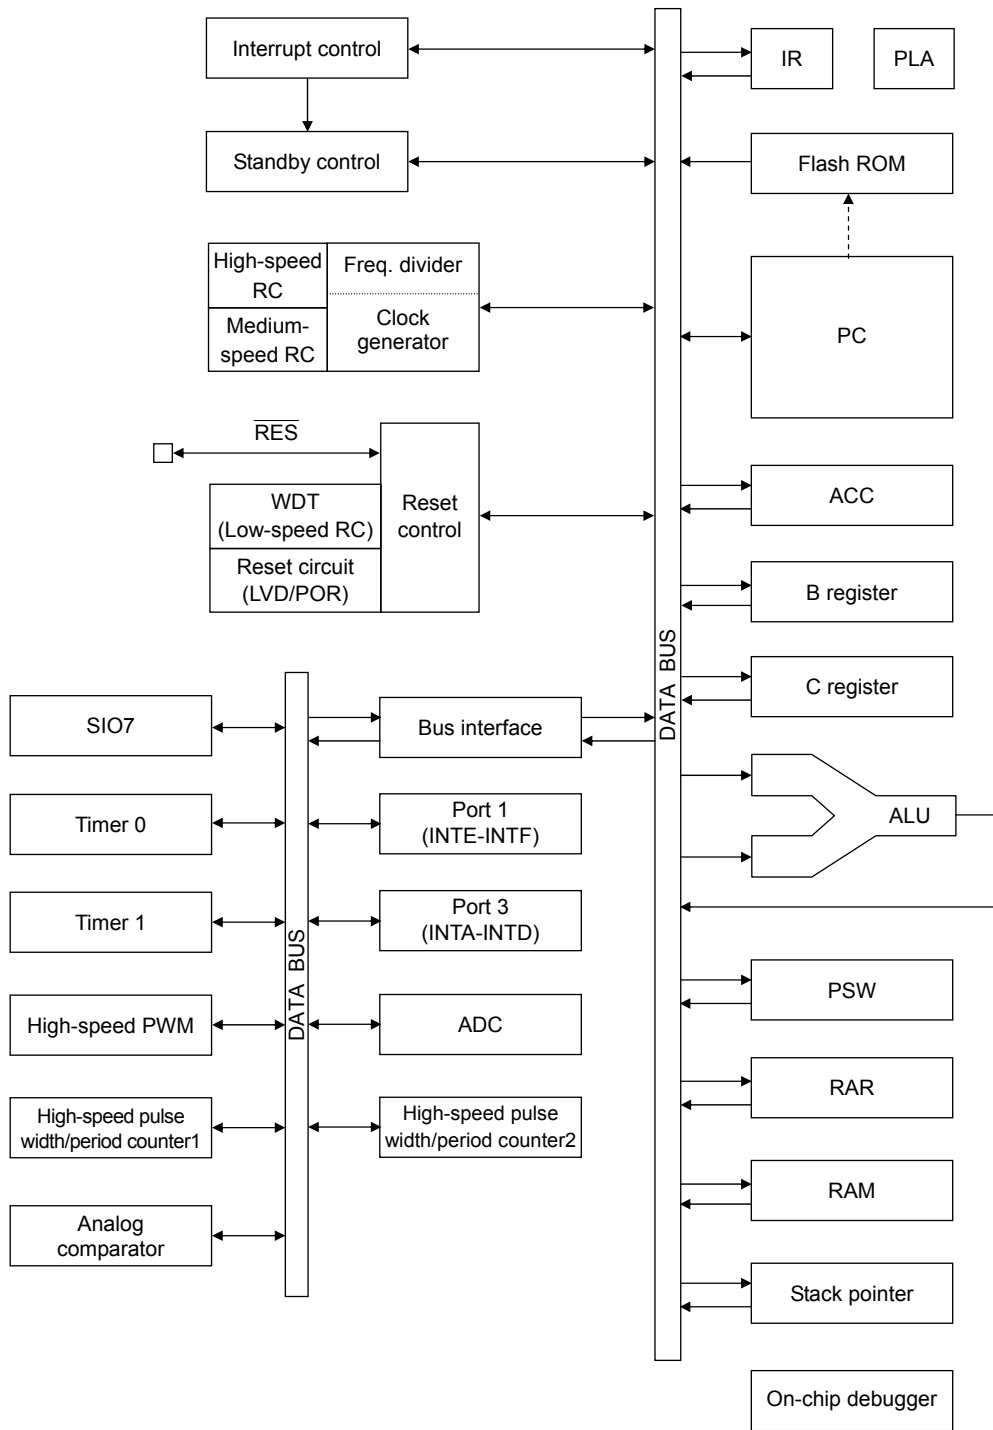 Interrupt control
IR
PLA
Standby control
Flash ROM
High-speed
RC
Freq. divider
Medium-
speed RC
Clock
generator
PC
RES
WDT
(Low-speed RC)
Reset
control
Reset circuit
(LVD/POR)
ACC
B register
C register
DATA BUS
SIO7
Bus interface
Timer 0
Port 1
(INTE-INTF)
ALU
Timer 1
Port 3
(INTA-INTD)
DATA BUS
High-speed PWM
ADC
PSW
High-speed pulse
width/period counter1
High-speed pulse
width/period counter2
RAR
Analog
comparator
RAM
Stack pointer
On-chip debugger